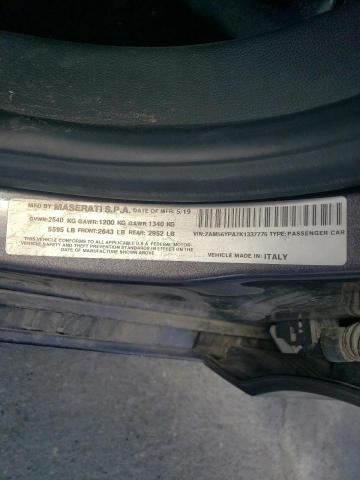 MFD BY MASERATI S.P.A. DATE OF MFR: 5/19
GVWR:2540 KG GAWR:1200 KG GAWR 1340 KG
5595 LB FRONT:2643 LB REAR: 2952 LB
THIS VEHICLE CONFORMS TO ALL APPLICABLE U.S.A. FEDERAL MOTOR-
VEHICLE SAFETY AND THEFT PREVENTION STANDARDS
IN EFFECT ON THE DATE OF MANUFACTURE
SHOWN ABOVE.
VIN:ZAM56YPA7K1337775 TYPE: PASSENGER CAR
MADE IN: ITALY